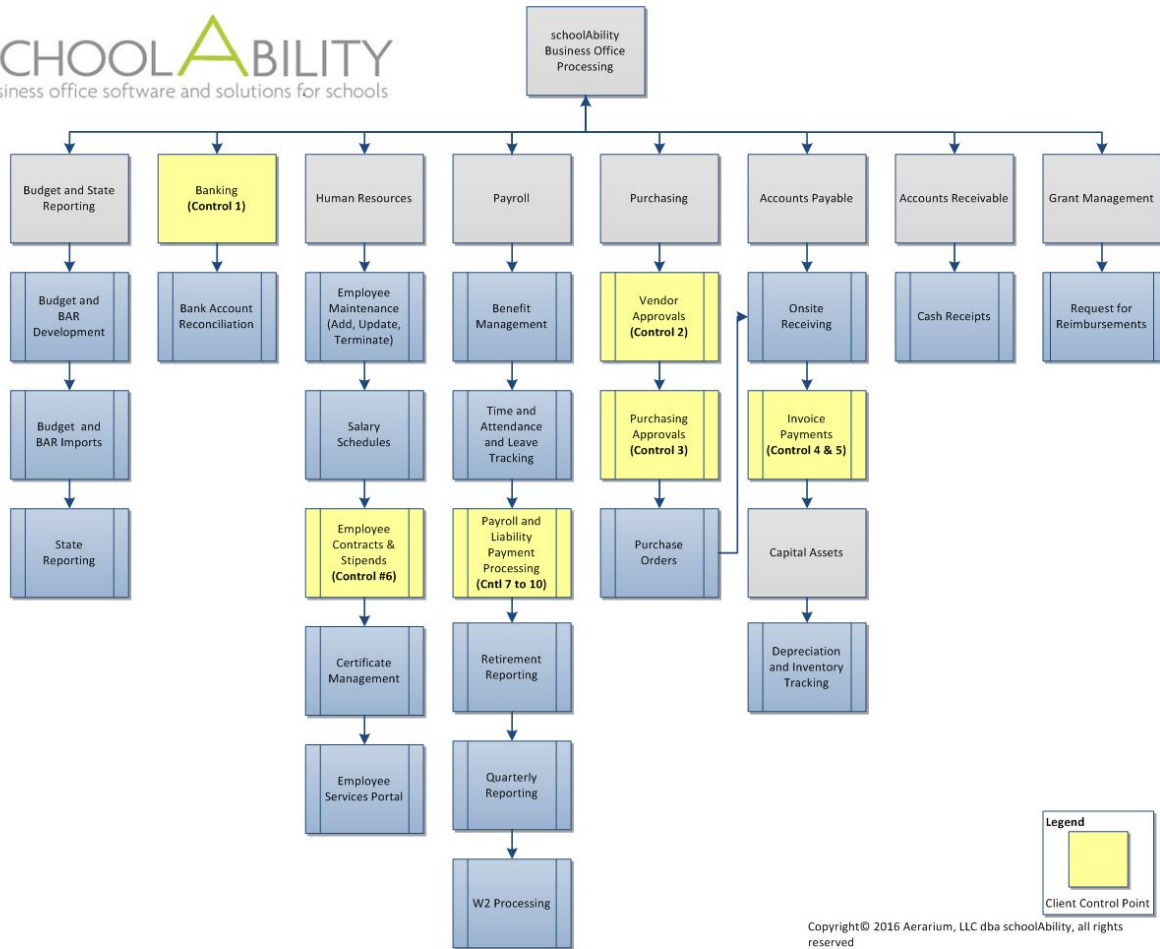 CHOOLABILITY
siness office software and solutions for schools
schoolAbility
Business Office
Processing
Budget and State
Reporting
Banking
(Control 1)
Human Resources
Payroll
Purchasing
Accounts Payable
Accounts Receivable
Grant Management
Budget and
BAR
Development
Bank Account
Reconciliation
Employee
Maintenance
(Add, Update,
Terminate)
Benefit
Management
Vendor
Approvals
(Control 2)
Onsite
Receiving
Cash Receipts
Request for
Reimbursements
Budget and
BAR Imports
Salary
Schedules
Time and
Attendance
and Leave
Tracking
Purchasing
Approvals
(Control 3)
Invoice
Payments
(Control 4 & 5)
State
Reporting
Employee
Contracts &
Stipends
(Control #6)
Payroll and
Liability
Payment
Processing
(Cntl 7 to 10)
Purchase
Orders
Capital Assets
Certificate
Management
Retirement
Reporting
Depreciation
and Inventory
Tracking
Employee
Services Portal
Quarterly
Reporting
W2 Processing
Legend
Client Control Point
Copyright© 2016 Aerarium, LLC dba schoolAbility, all rights
reserved